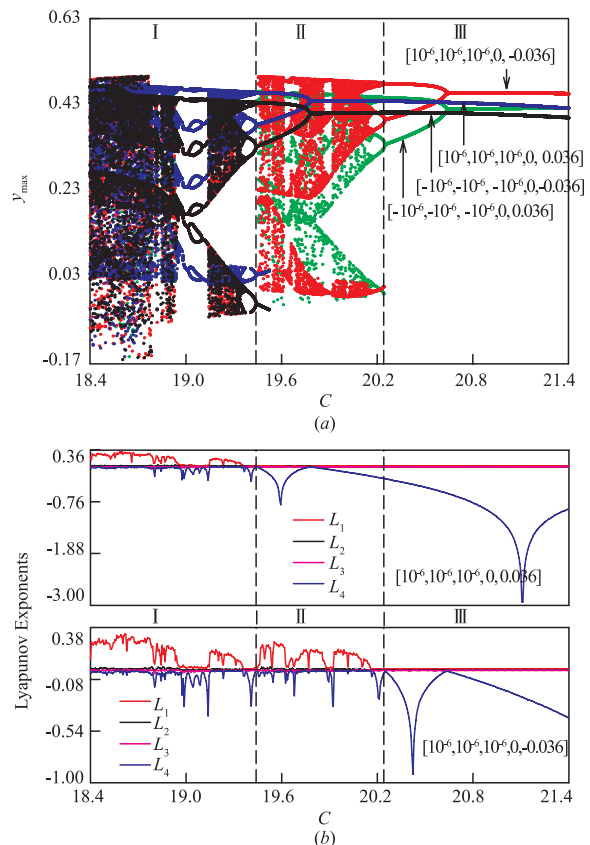 0.63
I
II
III
[10⁻⁶,10⁻⁶,10⁻⁶,0, -0.036]
0.43
[10⁻⁶,10⁻⁶,10⁻⁶,0, 0.036]
y_max
0.23
[-10⁻⁶,-10⁻⁶, -10⁻⁶,0,-0.036]
[-10⁻⁶,-10⁻⁶, -10⁻⁶,0,0.036]
0.03
-0.17
18.4
19.0
19.6
20.2
20.8
21.4
C
(a)
0.36
-0.76
-1.88
-3.00
L₁
L₂
L₃
L₄
[10⁻⁶,10⁻⁶,10⁻⁶,0,0.036]
Lyapunov Exponents
I
II
III
0.38
-0.08
-0.54
-1.00
L₁
L₂
L₃
L₄
[10⁻⁶,10⁻⁶,10⁻⁶,0,-0.036]
18.4
19.0
19.6
20.2
20.8
21.4
C
(b)